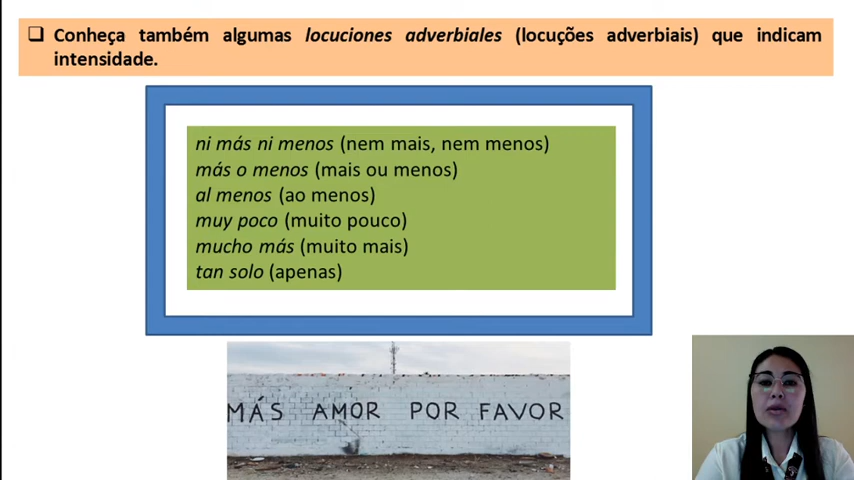 Conheça também algumas locuciones adverbiales (locuções adverbiais) que indicam
intensidade.
ni más ni menos (nem mais, nem menos)
más o menos (mais ou menos)
al menos (ao menos)
muy poco (muito pouco)
mucho más (muito mais)
tan solo (apenas)
MÁS AMOR POR FAVOR